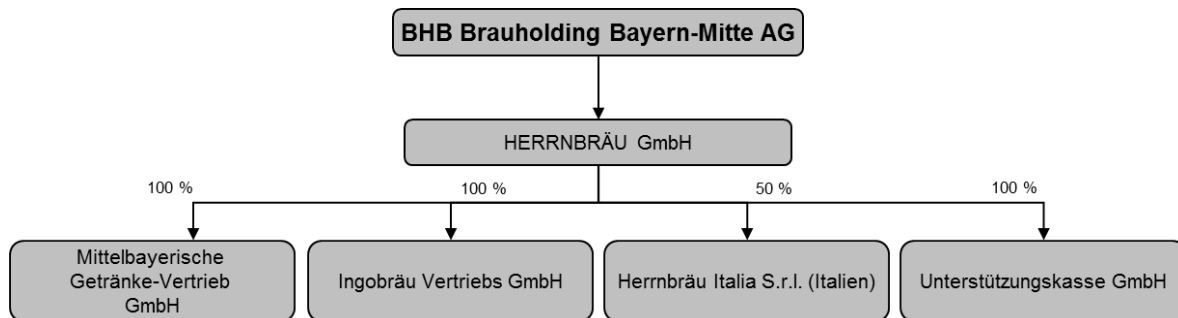 BHB Brauholding Bayern-Mitte AG
HERRNBRÄU GmbH
100 %
100 %
50 %
100 %
Mittelbayerische
Getränke-Vertrieb
GmbH
Ingobräu Vertriebs GmbH
Herrnbräu Italia S.r.l. (Italien)
Unterstützungskasse GmbH